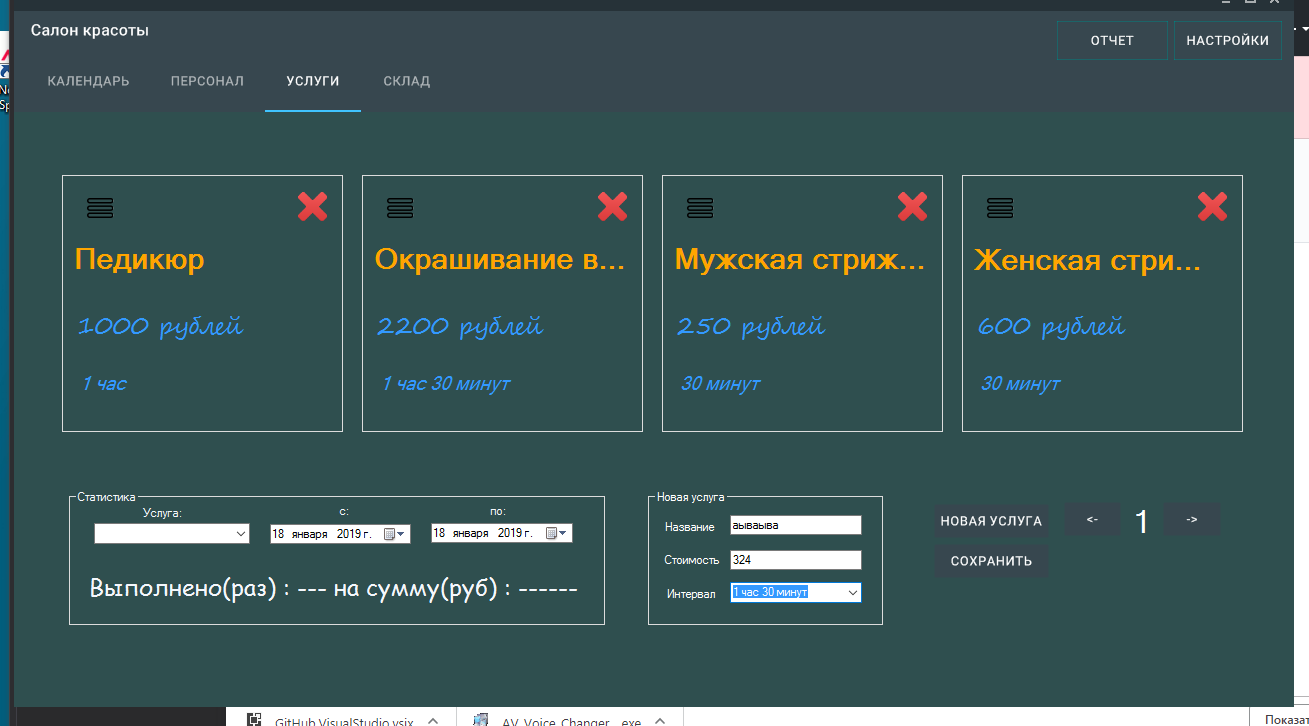 Салон красоты
ОТЧЕТ
НАСТРОЙКИ
КАЛЕНДАРЬ
ПЕРСОНАЛ
УСЛУГИ
СКЛАД
Педикюр
1000 рублей
1 час
Окрашивание в...
2200 рублей
1 час 30 минут
Мужская стриж...
250 рублей
30 минут
Женская стри...
600 рублей
30 минут
Статистика
Услуга:
с:
по:
18 января 2019 г.
18 января 2019 г.
Выполнено(раз) : --- на сумму(руб) : ------
Новая услуга
Название
аываыва
Стоимость
324
Интервал
1 час 30 минут
НОВАЯ УСЛУГА
<-
1
->
СОХРАНИТЬ
GitHub.VisualStudio.vsix
AV_Voice_Changer_...exe
Показат